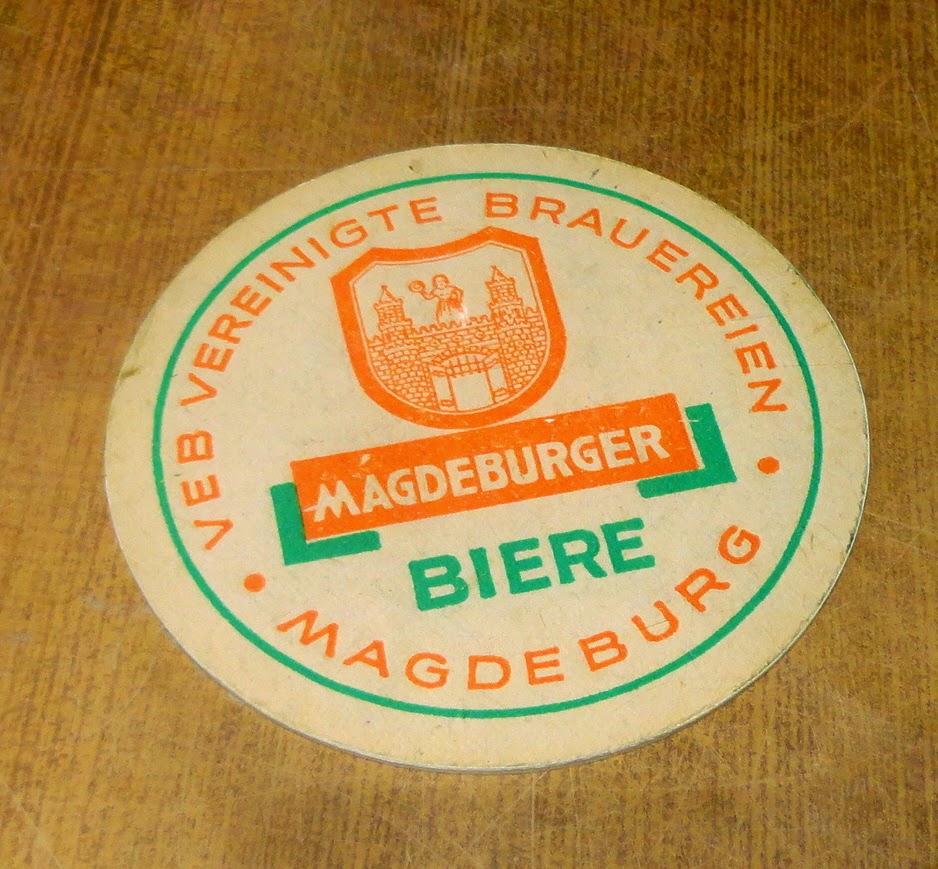 VEB VEREINIGTE BRAUEREIEN
MAGDEBURGER
BIERE
• MAGDEBURG •